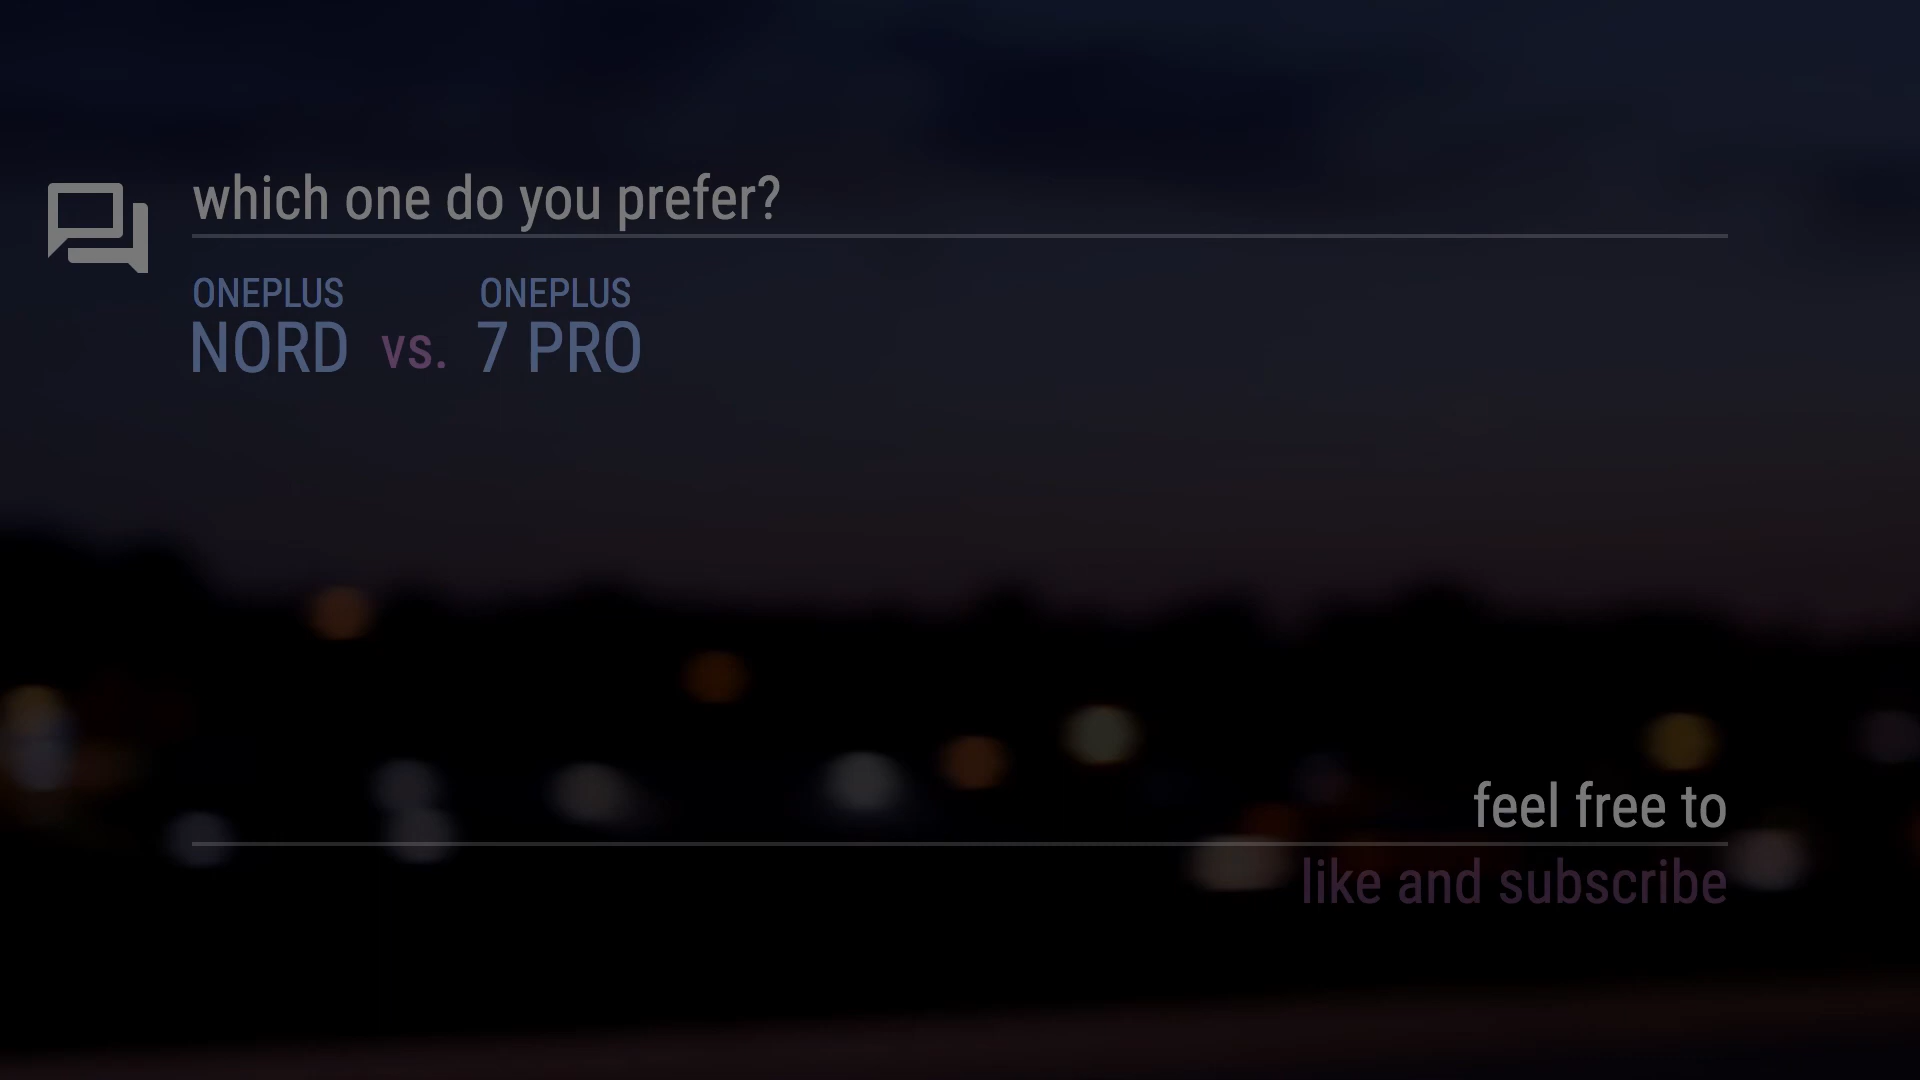 which one do you prefer?
ONEPLUS ONEPLUS
NORD vs. 7 PRO
feel free to
like and subscribe